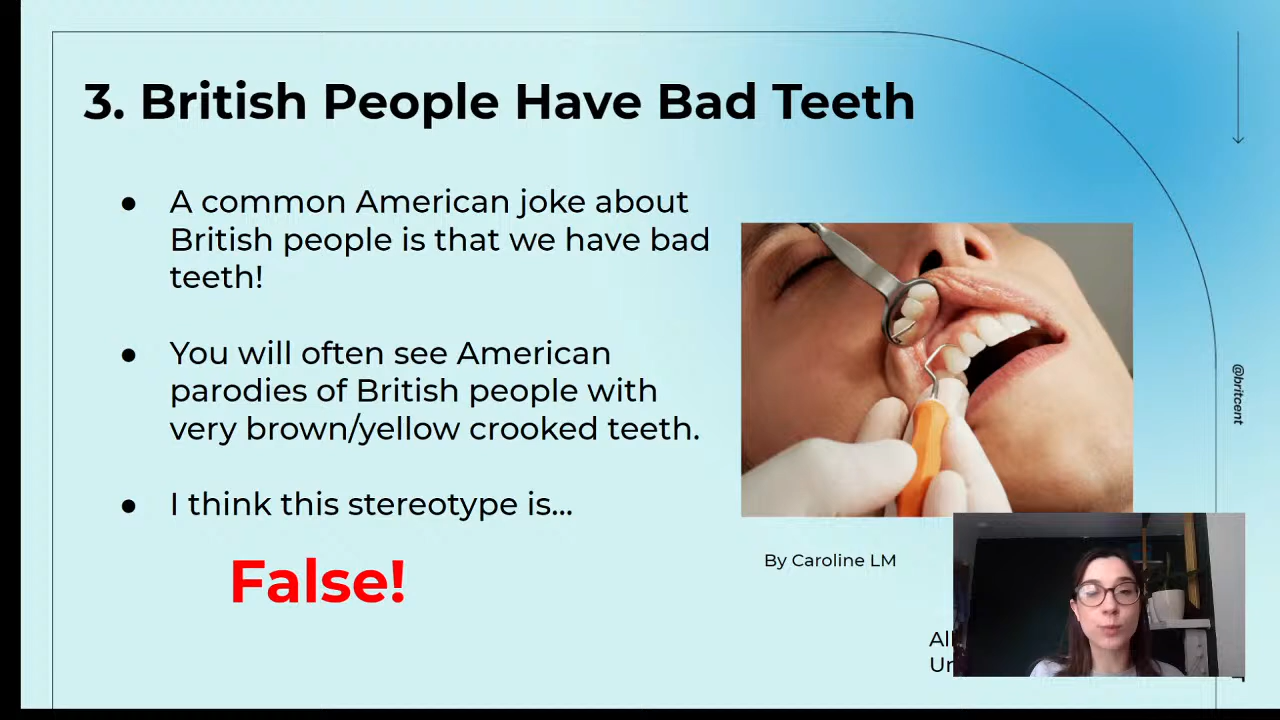 3. British People Have Bad Teeth
● A common American joke about
British people is that we have bad
teeth!
● You will often see American
parodies of British people with
very brown/yellow crooked teeth.
● I think this stereotype is...
False!
By Caroline LM
@britcent